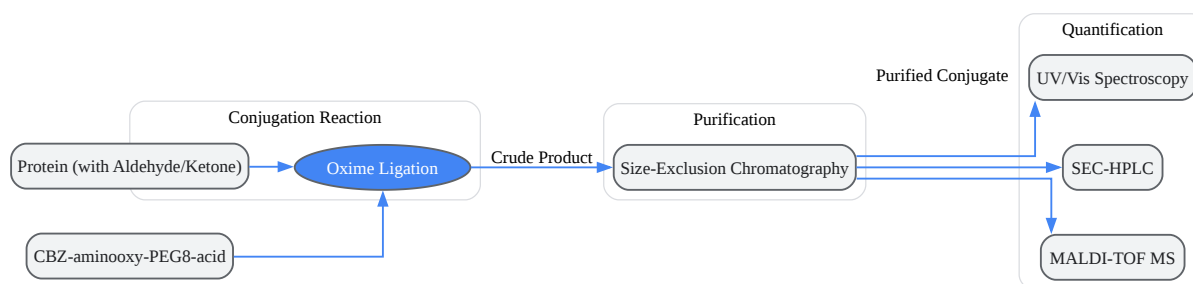 Conjugation Reaction
Protein (with Aldehyde/Ketone)
Oxime Ligation
CBZ-aminooxy-PEG8-acid
Crude Product
Purification
Size-Exclusion Chromatography
Purified Conjugate
Quantification
UV/Vis Spectroscopy
SEC-HPLC
MALDI-TOF MS